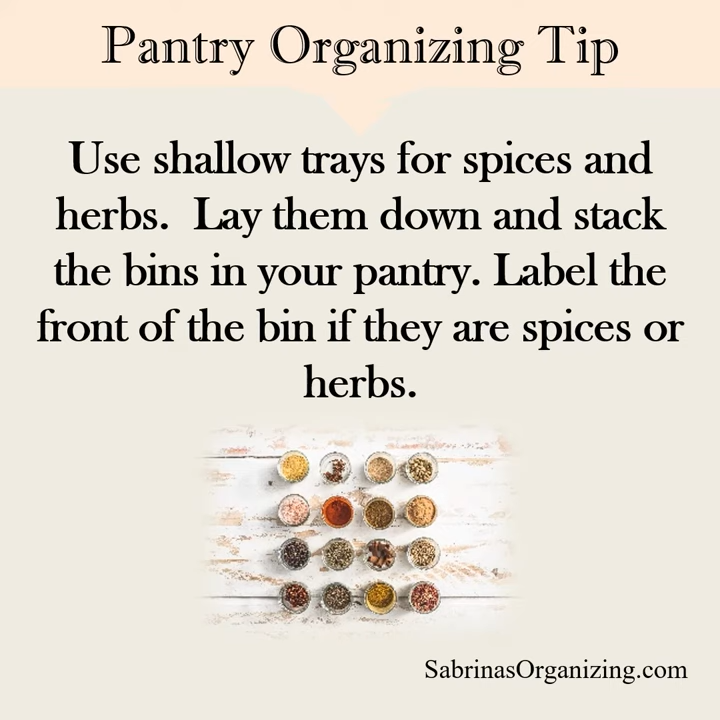 Pantry Organizing Tip
Use shallow trays for spices and
herbs.  Lay them down and stack
the bins in your pantry. Label the
front of the bin if they are spices or
herbs.
SabrinasOrganizing.com